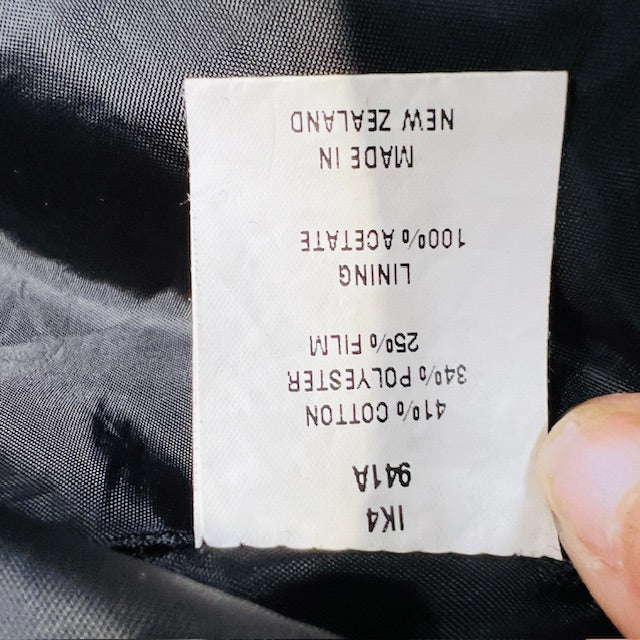 IK4
941A
41% COTTON
34% POLYESTER
25% FILM
LINING
100% ACETATE
MADE IN
NEW ZEALAND